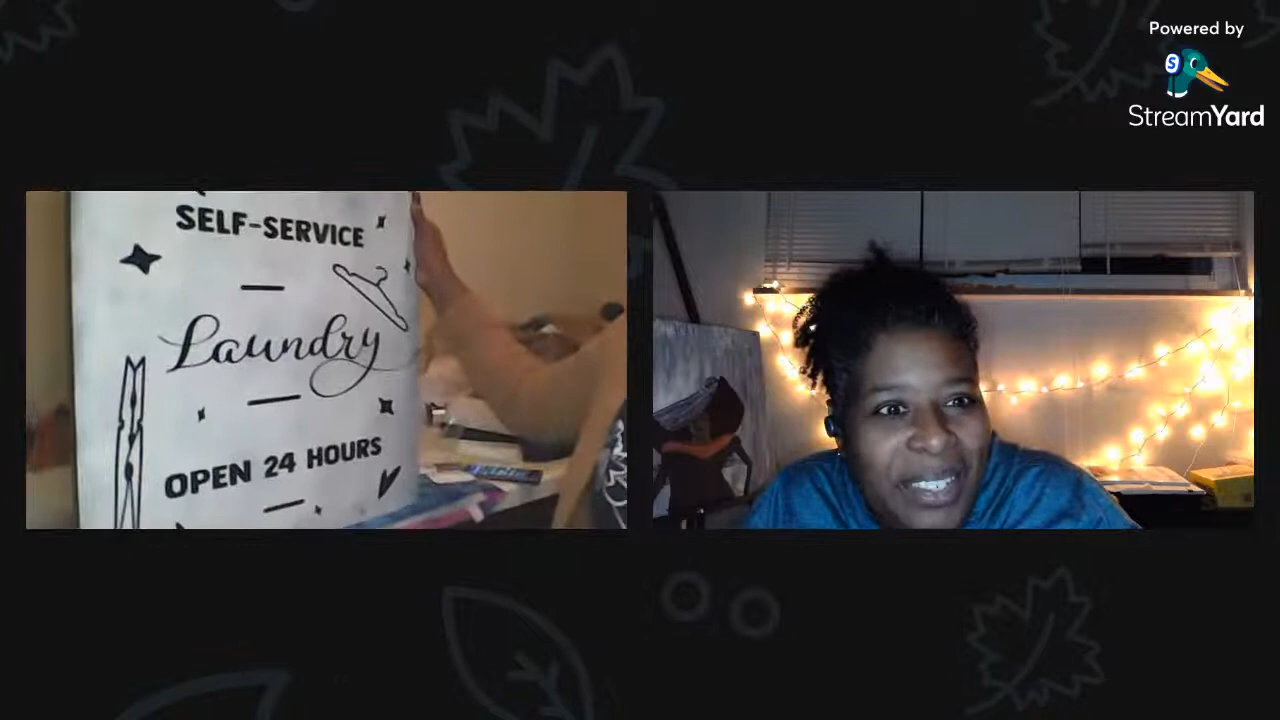 Powered by
S
StreamYard
SELF-SERVICE
Laundry
OPEN 24 HOURS